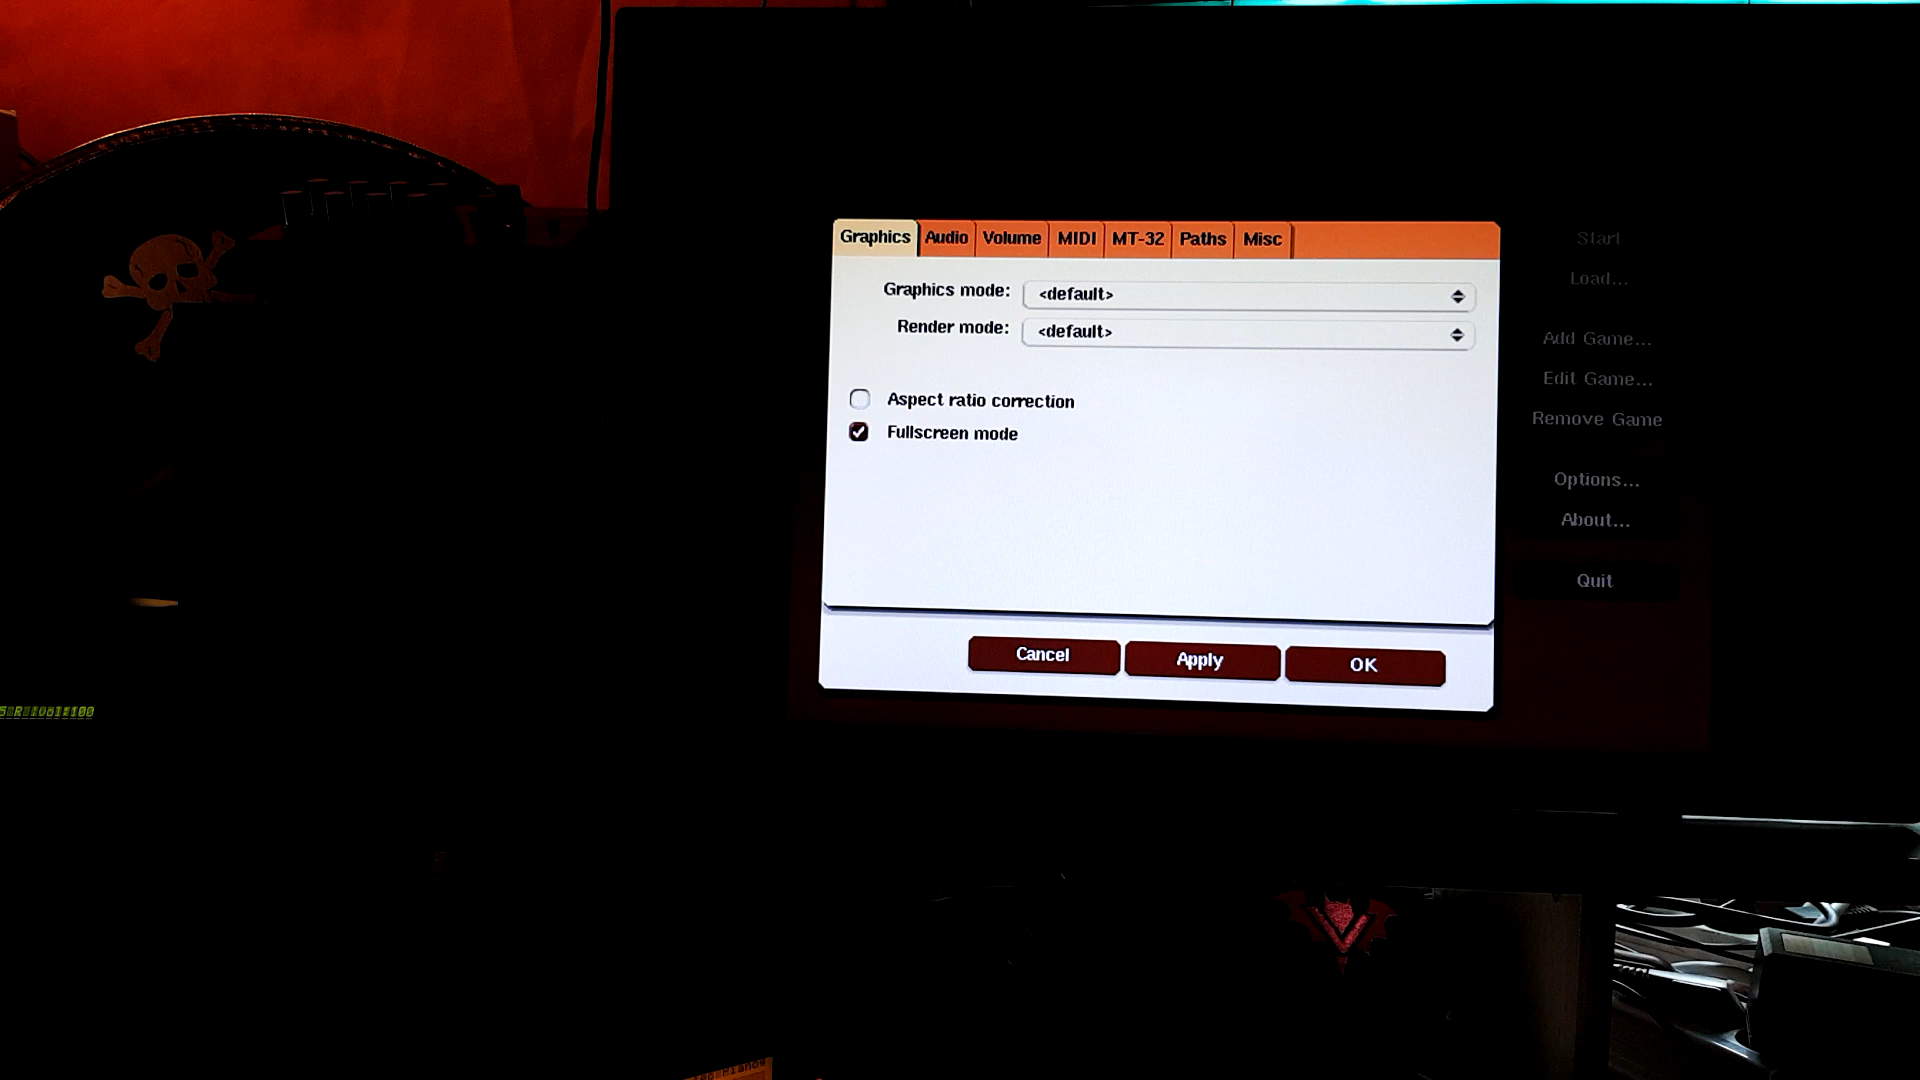 Graphics Audio Volume MIDI MT-32 Paths Misc
Graphics mode: <default>
Render mode: <default>
Aspect ratio correction
Fullscreen mode
Cancel Apply OK
Start
Load...
Add Game...
Edit Game...
Remove Game
Options...
About...
Quit